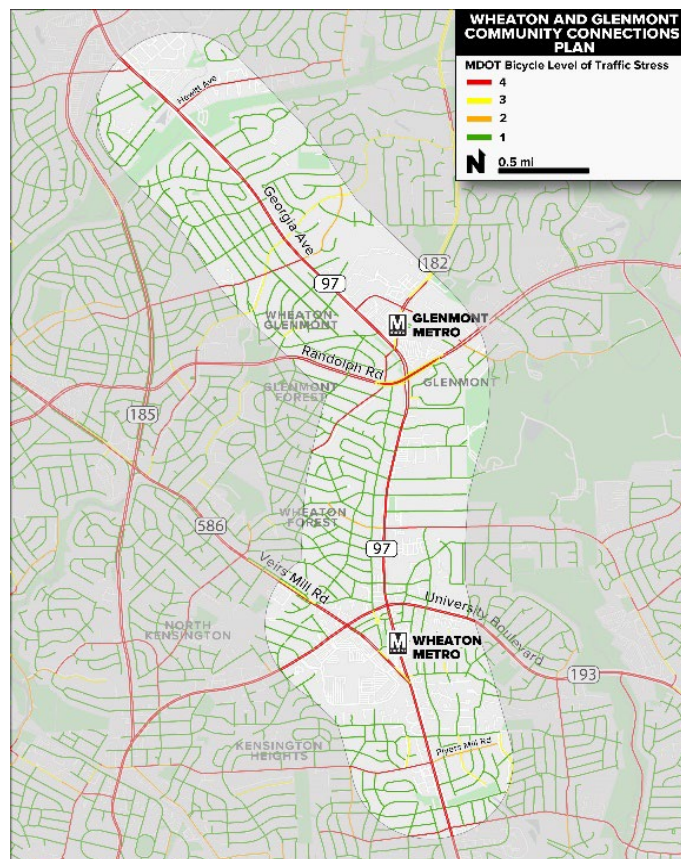 WHEATON AND GLENMONT
COMMUNITY CONNECTIONS
PLAN
MDOT Bicycle Level of Traffic Stress
4
3
2
1
N
0.5 mi
Hewitt Ave
Georgia Ave
182
97
M
GLENMONT
METRO
WHEATON
GLENMONT
Randolph Rd
GLENMONT
FOREST
GLENMONT
185
586
WHEATON
FOREST
97
Veirs Mill Rd
University Boulevard
NORTH
KENSINGTON
M
WHEATON
METRO
193
KENSINGTON
HEIGHTS
Plyers Mill Rd